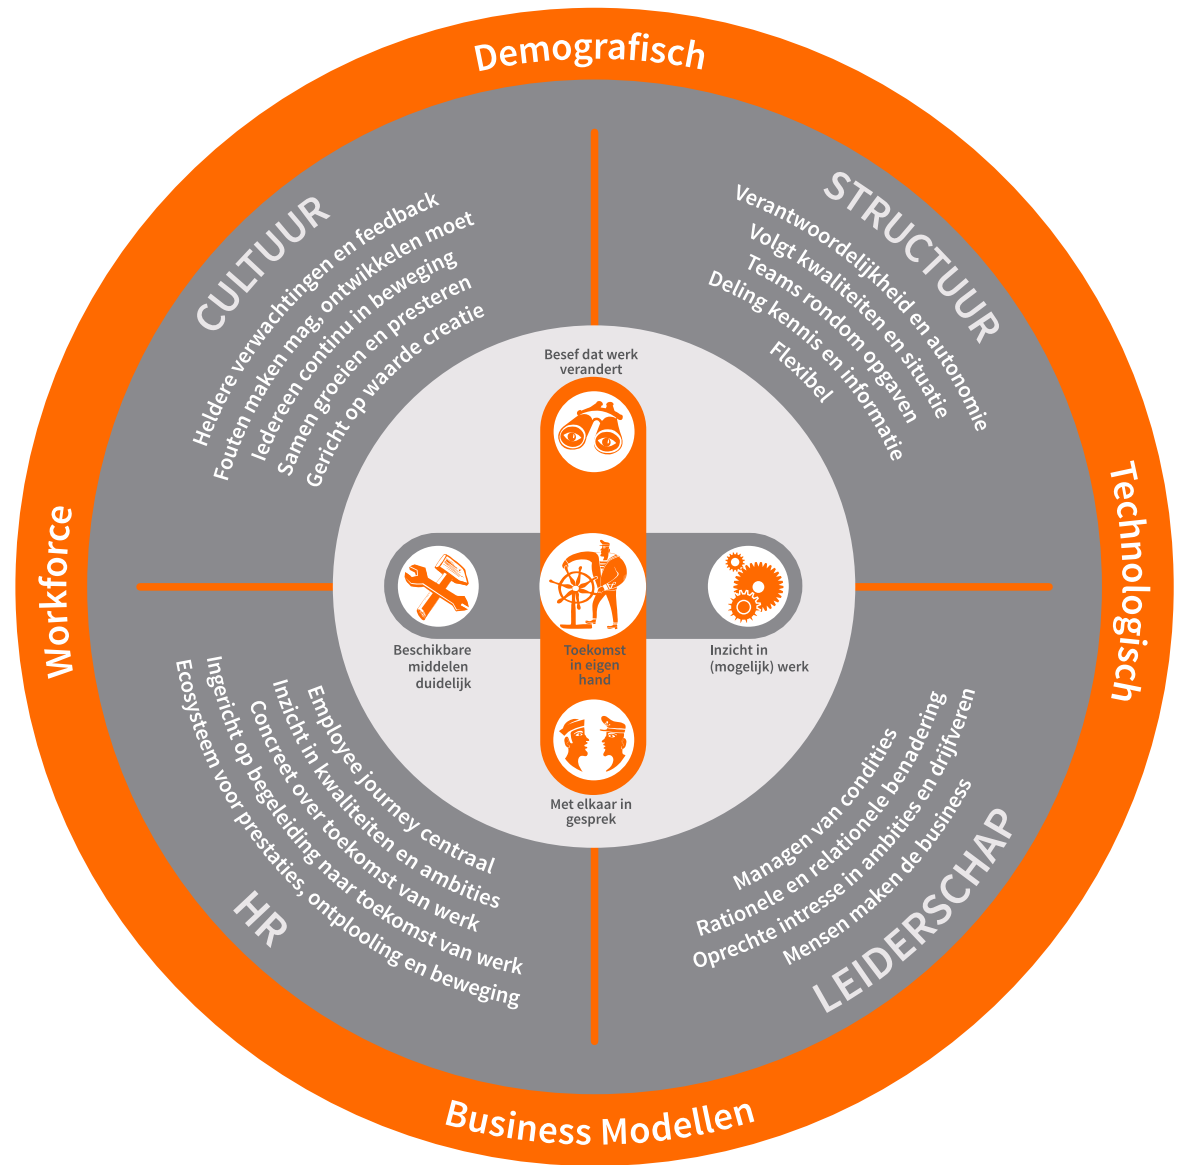 Demografisch
CULTUUR
Heldere verwachtingen en feedback
Fouten maken mag, ontwikkelen moet
Iedereen continu in beweging
Samen groeien en presteren
Gericht op waarde creatie
STRUCTUUR
Verantwoordelijkheid en autonomie
Volgt kwaliteiten en situatie
Teams rondom opgaven
Deling kennis en informatie
Flexibel
Workforce
Technologisch
Besef dat werk
verandert
Beschikbare
middelen
duidelijk
Toekomst
in eigen
hand
Inzicht in
(mogelijk) werk
Met elkaar in
gesprek
Employee journey centraal
Inzicht in kwaliteiten en ambities
Concreet over toekomst van werk
Ingericht op begeleiding naar toekomst van werk
Ecosysteem voor prestaties, ontplooling en beweging
HR
Managen van condities
Rationele en relationele benadering
Oprechte intresse in ambities en drijfveren
Mensen maken de business
LEIDERSCHAP
Business Modellen